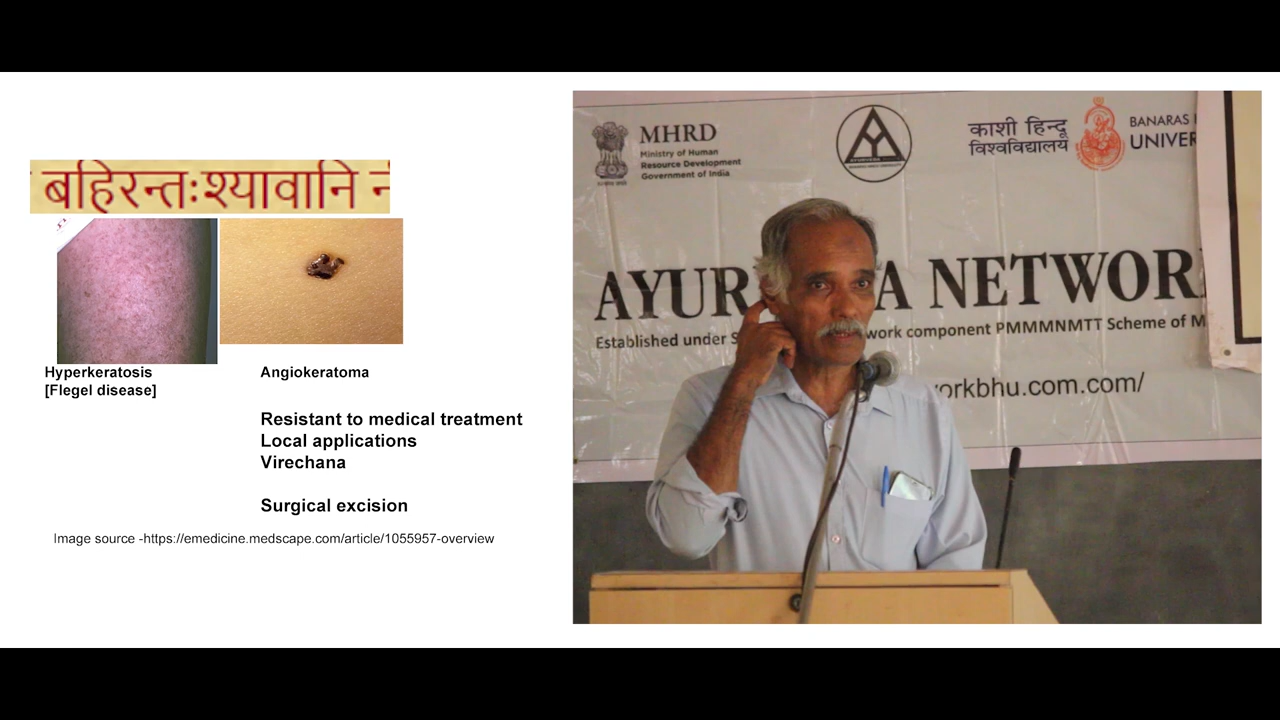 बहिरन्तःश्यावानि
Hyperkeratosis
[Flegel disease]
Angiokeratoma
Resistant to medical treatment
Local applications
Virechana
Surgical excision
Image source -https://emedicine.medscape.com/article/1055957-overview
MHRD
Ministry of Human
Resource Development
Government of India
AYURVEDA
काशी हिन्दू
विश्वविद्यालय
BANARAS
UNIVER
AYUR A NETWOR
Established under S work component PMMMNMTT Scheme of M
orkbhu.com.com/